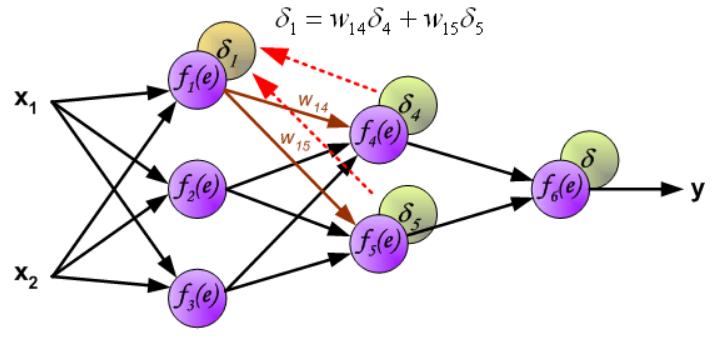 δ₁ = w₁₄δ₄ + w₁₅δ₅
δ₁
f₁(e)
x₁
w₁₄
δ₄
f₄(e)
w₁₅
f₂(e)
δ
f₆(e)
y
δ₅
f₅(e)
x₂
f₃(e)